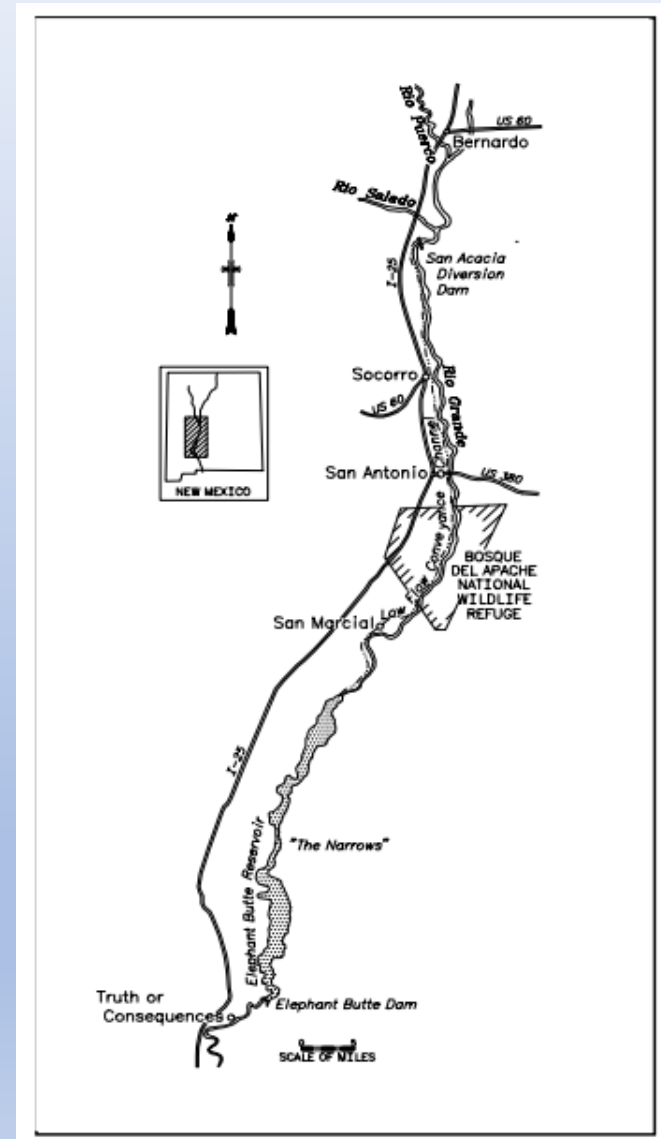 Rio Puerco
US 60
Bernardo
Rio Salado
N
San Acacia
Diversion
Dam
I-25
Socorro
US 60
Rio Grande
San Antonio
US 380
Low Flow Conveyance Channel
NEW MEXICO
BOSQUE
DEL APACHE
NATIONAL
WILDLIFE
REFUGE
San Marcial
I-25
"The Narrows"
Elephant Butte Reservoir
Truth or
Consequences
Elephant Butte Dam
SCALE OF MILES